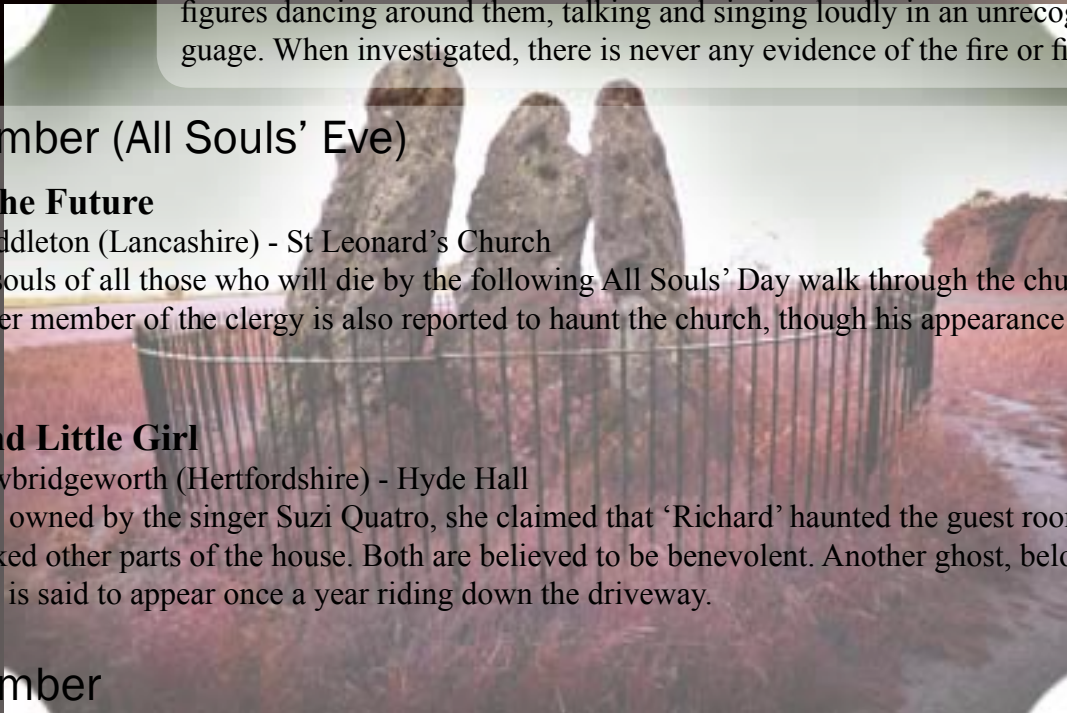 figures dancing around them, talking and singing loudly in an unrecog
guage. When investigated, there is never any evidence of the fire or fi
mber (All Souls’ Eve)
he Future
ddleton (Lancashire) - St Leonard’s Church
souls of all those who will die by the following All Souls’ Day walk through the chu
er member of the clergy is also reported to haunt the church, though his appearance
d Little Girl
wbridgeworth (Hertfordshire) - Hyde Hall
owned by the singer Suzi Quatro, she claimed that ‘Richard’ haunted the guest roo
ked other parts of the house. Both are believed to be benevolent. Another ghost, belo
is said to appear once a year riding down the driveway.
mber